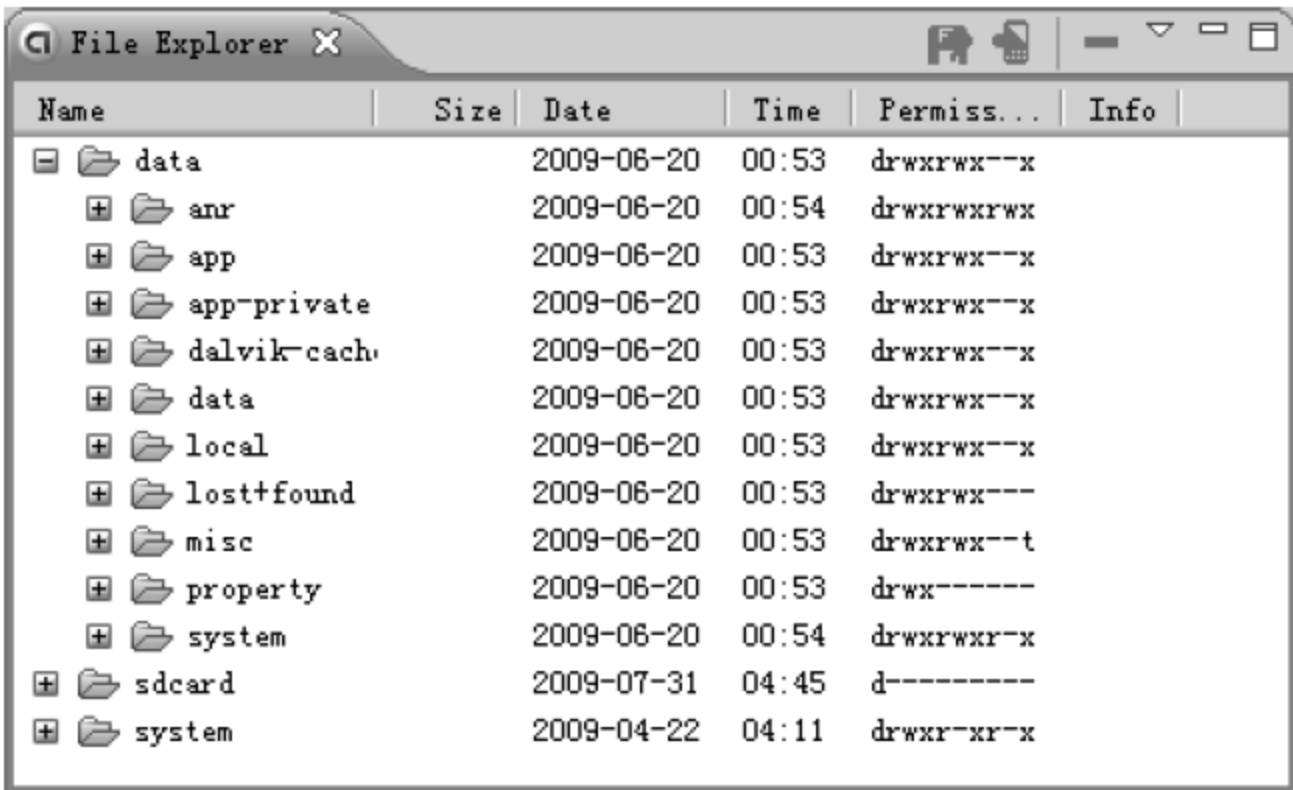 File Explorer
Name Size Date Time Permiss... Info
data 2009-06-20 00:53 drwxrwx--x
anr 2009-06-20 00:54 drwxrwxrwx
app 2009-06-20 00:53 drwxrwx--x
app-private 2009-06-20 00:53 drwxrwx--x
dalvik-cach 2009-06-20 00:53 drwxrwx--x
data 2009-06-20 00:53 drwxrwx--x
local 2009-06-20 00:53 drwxrwx--x
lost+found 2009-06-20 00:53 drwxrwx---
misc 2009-06-20 00:53 drwxrwx--t
property 2009-06-20 00:53 drwx------
system 2009-06-20 00:54 drwxrwxr-x
sdcard 2009-07-31 04:45 d---------
system 2009-04-22 04:11 drwxr-xr-x